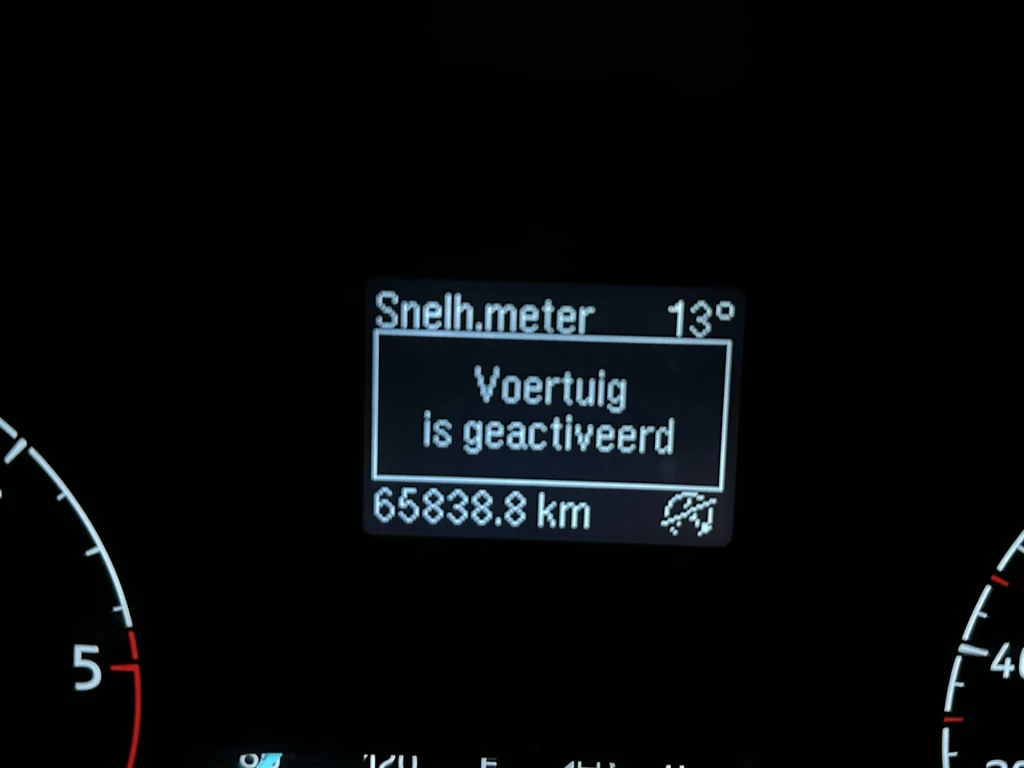 Snelh.meter 13°
Voertuig
is geactiveerd
65838.8 km
5